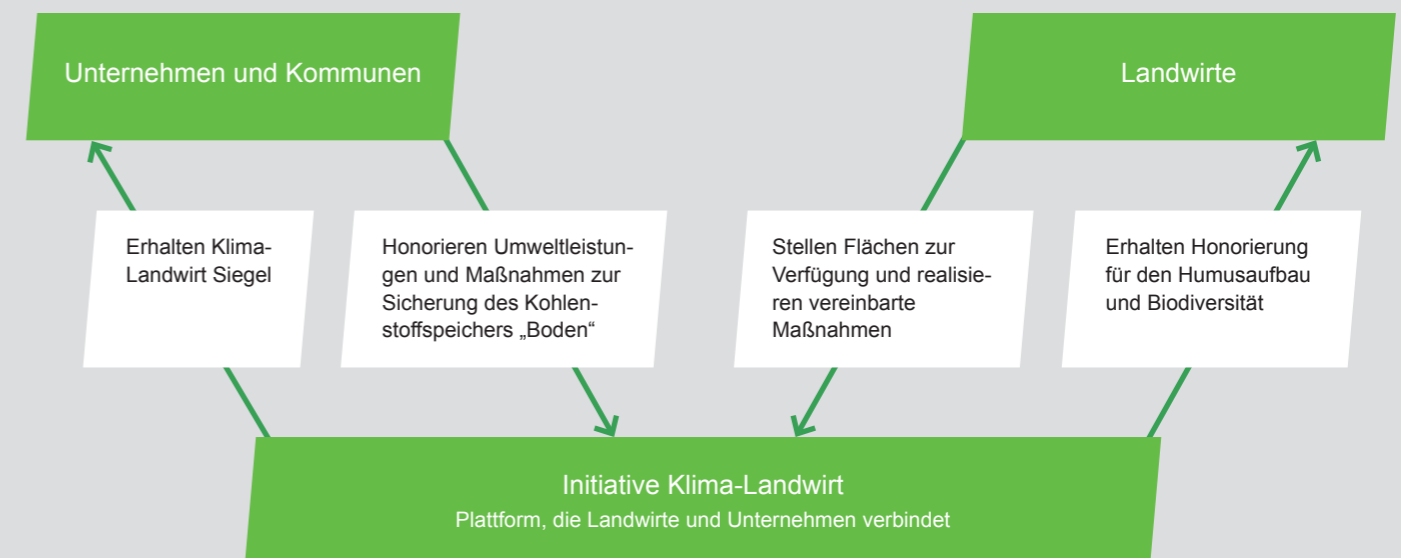 Unternehmen und Kommunen
Landwirte
Erhalten Klima-
Landwirt Siegel
Honorieren Umweltleistun-
gen und Maßnahmen zur
Sicherung des Kohlen-
stoffspeichers „Boden“
Stellen Flächen zur
Verfügung und realisie-
ren vereinbarte
Maßnahmen
Erhalten Honorierung
für den Humusaufbau
und Biodiversität
Initiative Klima-Landwirt
Plattform, die Landwirte und Unternehmen verbindet